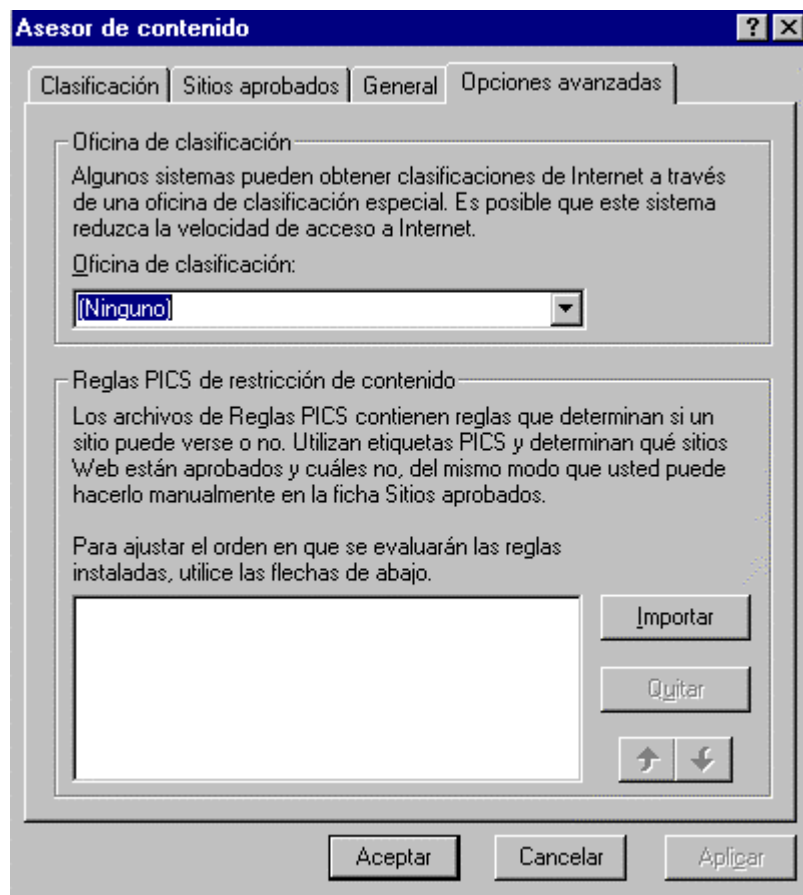 Asesor de contenido
Clasificación
Sitios aprobados
General
Opciones avanzadas
Oficina de clasificación
Algunos sistemas pueden obtener clasificaciones de Internet a través
de una oficina de clasificación especial. Es posible que este sistema
reduzca la velocidad de acceso a Internet.
Oficina de clasificación:
(Ninguno)
Reglas PICS de restricción de contenido
Los archivos de Reglas PICS contienen reglas que determinan si un
sitio puede verse o no. Utilizan etiquetas PICS y determinan qué sitios
Web están aprobados y cuáles no, del mismo modo que usted puede
hacerlo manualmente en la ficha Sitios aprobados.
Para ajustar el orden en que se evaluarán las reglas
instaladas, utilice las flechas de abajo.
Importar
Quitar
Aceptar
Cancelar
Aplicar